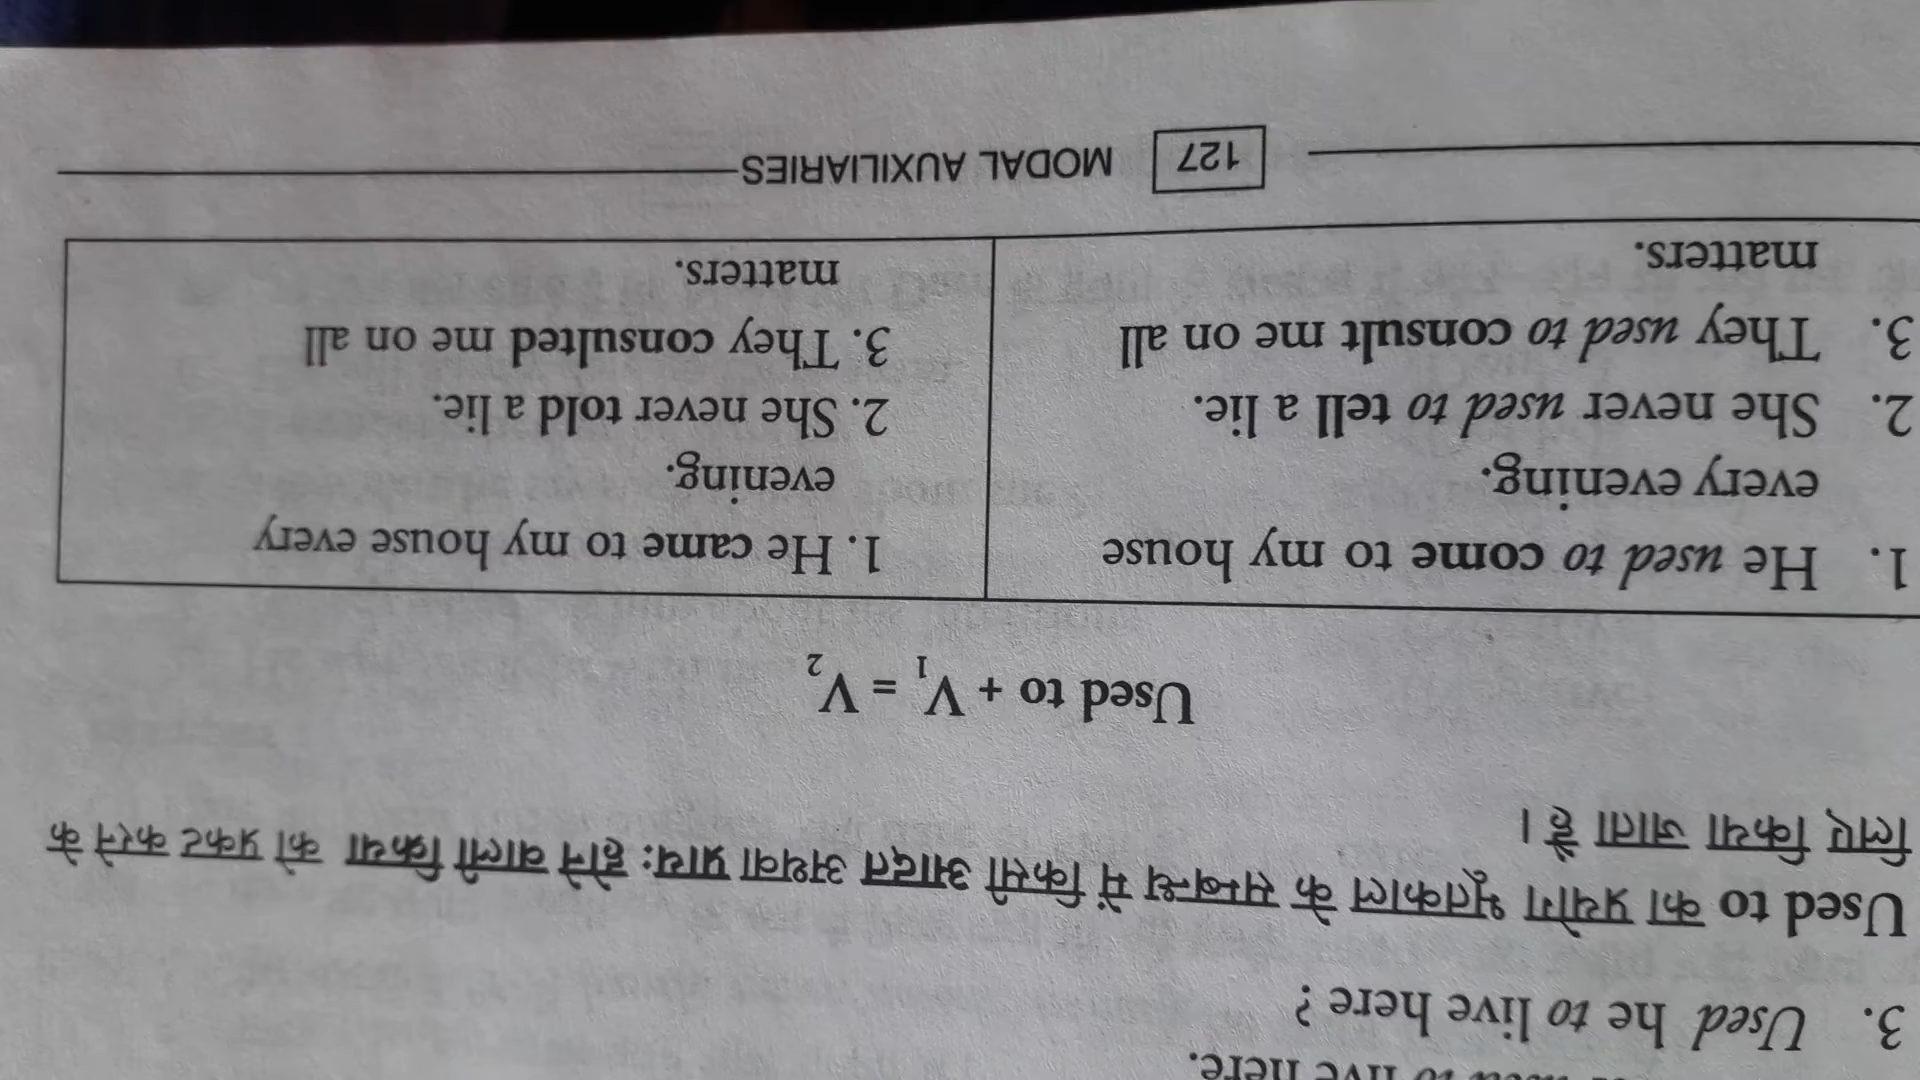 to live here.
3. Used he to live here ?
Used to का प्रयोग भूतकाल के सम्बन्ध में किसी आदत अथवा प्रायः होने वाली क्रिया को प्रकट करने के
लिए किया जाता है।
Used to + V₁ = V₂
1. He used to come to my house
every evening.
2. She never used to tell a lie.
3. They used to consult me on all
matters.
1. He came to my house every
evening.
2. She never told a lie.
3. They consulted me on all
matters.
127 MODAL AUXILIARIES